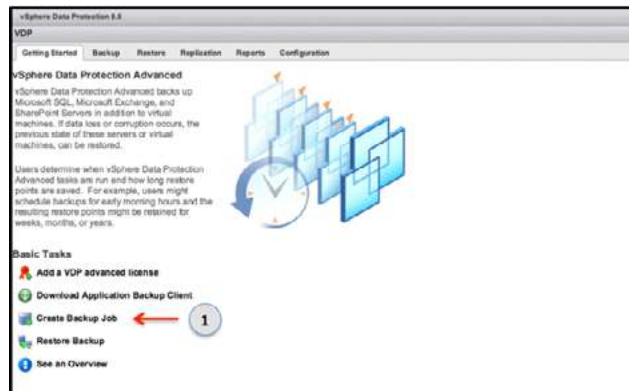 vSphere Data Protection 5.8
VDP
Getting Started Backup Restore Replication Reports Configuration
vSphere Data Protection Advanced
vSphere Data Protection Advanced backs up
Microsoft SQL, Microsoft Exchange, and
SharePoint Servers in addition to virtual
machines. If data loss or corruption occurs, the
previous state of these servers or virtual
machines, can be restored.
Users determine when vSphere Data Protection
Advanced tasks are run and how long restore
points are saved. For example, users might
schedule backups for early morning hours and the
resulting restore points might be retained for
weeks, months, or years.
Basic Tasks
Add a VDP advanced license
Download Application Backup Client
Create Backup Job
1
Restore Backup
See an Overview